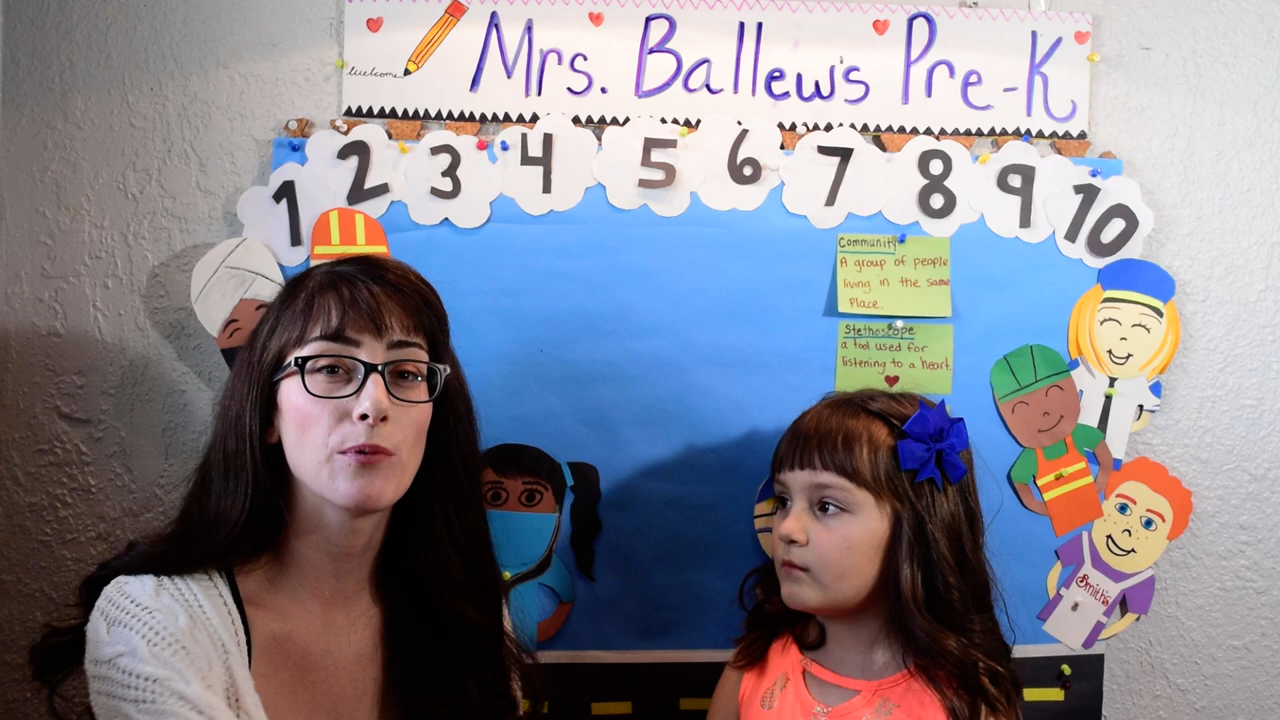 welcome
Mrs. Ballew's Pre-K
1 2 3 4 5 6 7 8 9 10
Community
A group of people
living in the same
Place.
Stethoscope
a tool used for
listening to a heart.
Smith's